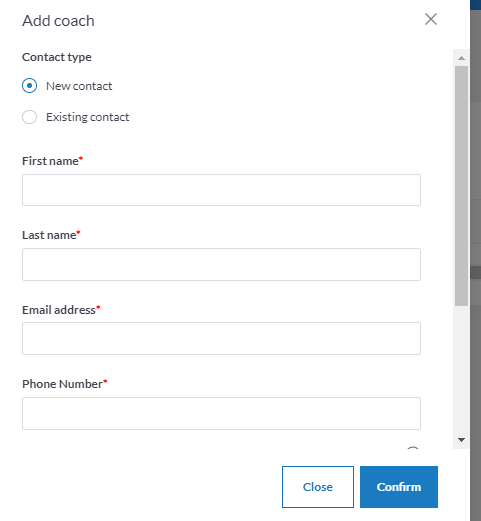 Add coach
Contact type
New contact
Existing contact
First name*
Last name*
Email address*
Phone Number*
Close
Confirm